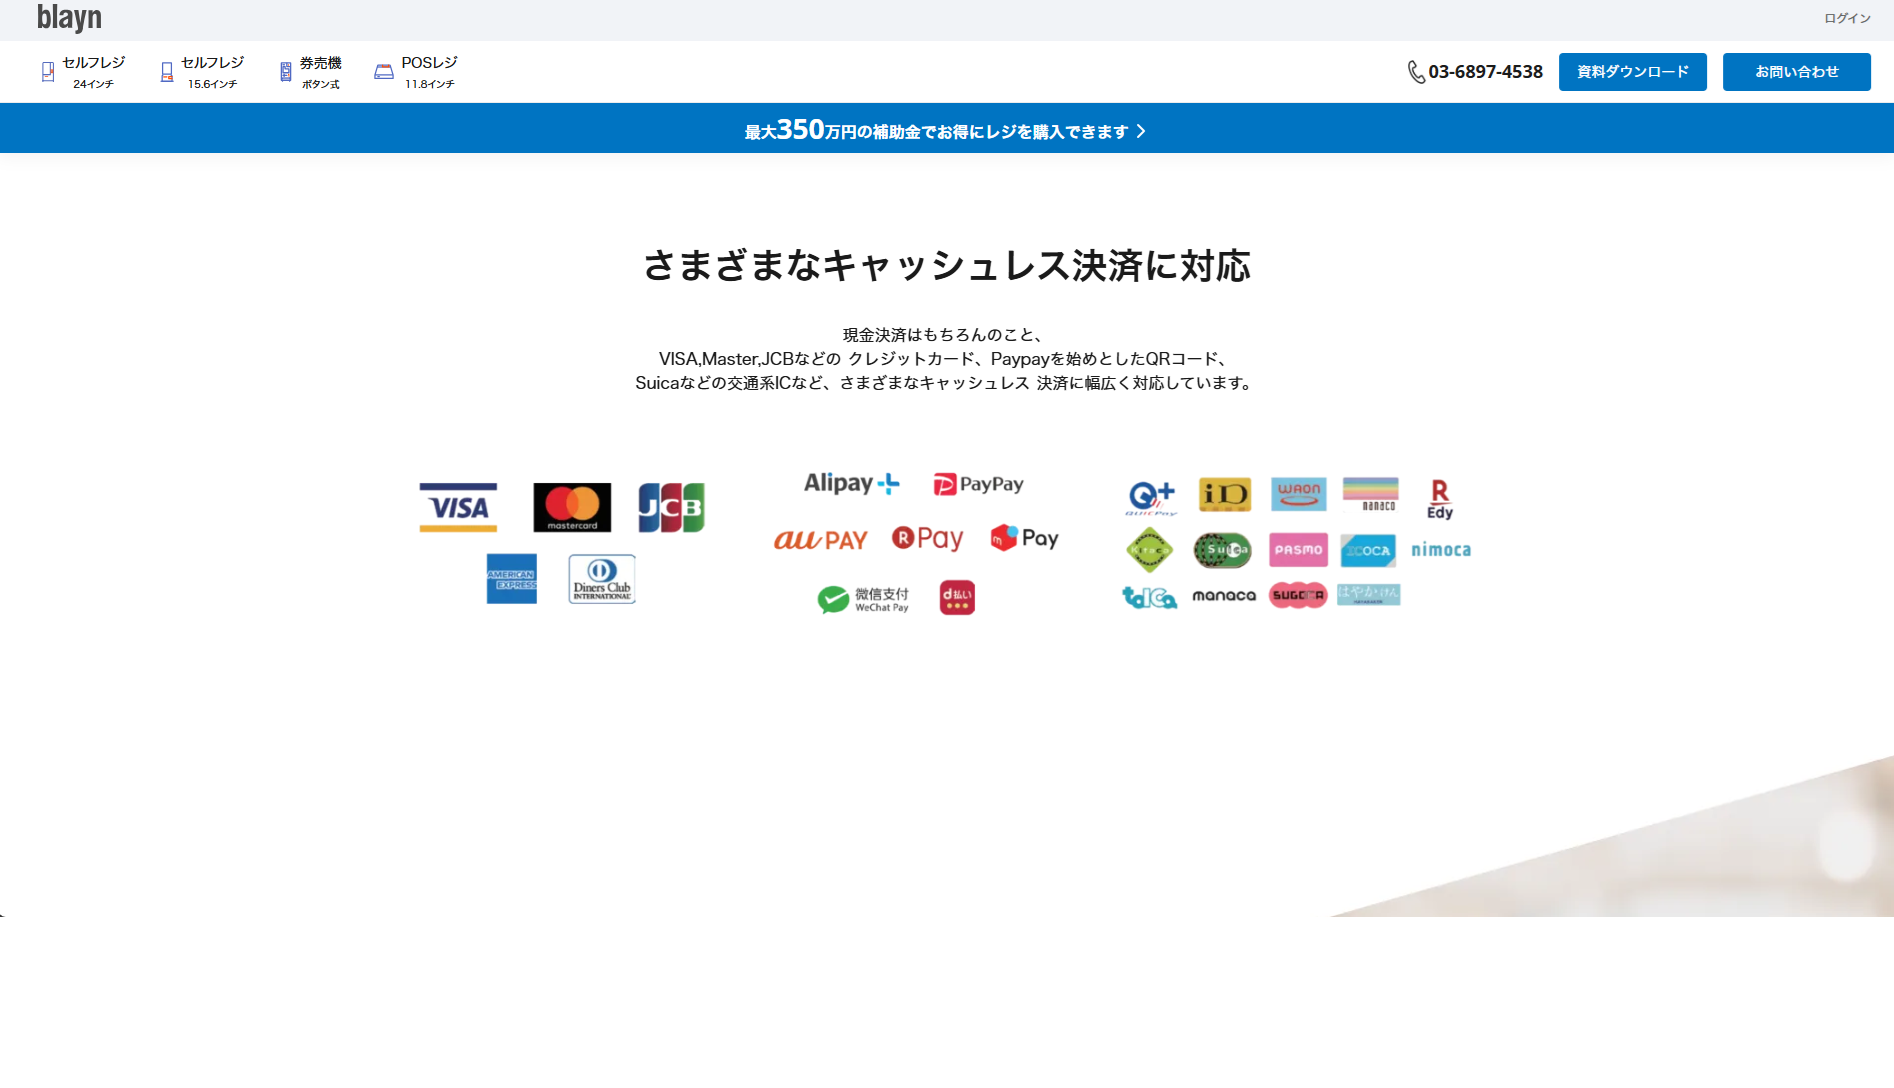 blayn
ログイン
セルフレジ
24インチ
セルフレジ
15.6インチ
券売機
ボタン式
POSレジ
11.8インチ
03-6897-4538
資料ダウンロード
お問い合わせ
最大350万円の補助金でお得にレジを購入できます
さまざまなキャッシュレス決済に対応
現金決済はもちろんのこと、
VISA,Master,JCBなどの クレジットカード、Paypayを始めとしたQRコード、
Suicaなどの交通系ICなど、さまざまなキャッシュレス 決済に幅広く対応しています。
VISA
mastercard
JCB
AMERICAN
EXPRESS
Diners Club
INTERNATIONAL
Alipay
PayPay
au PAY
R Pay
m Pay
微信支付
WeChat Pay
d払い
QUICPay
iD
WAON
nanaco
R
Edy
Kitaca
Suica
PASMO
ICOCA
nimoca
toica
manaca
SUGOCA
はやかけん